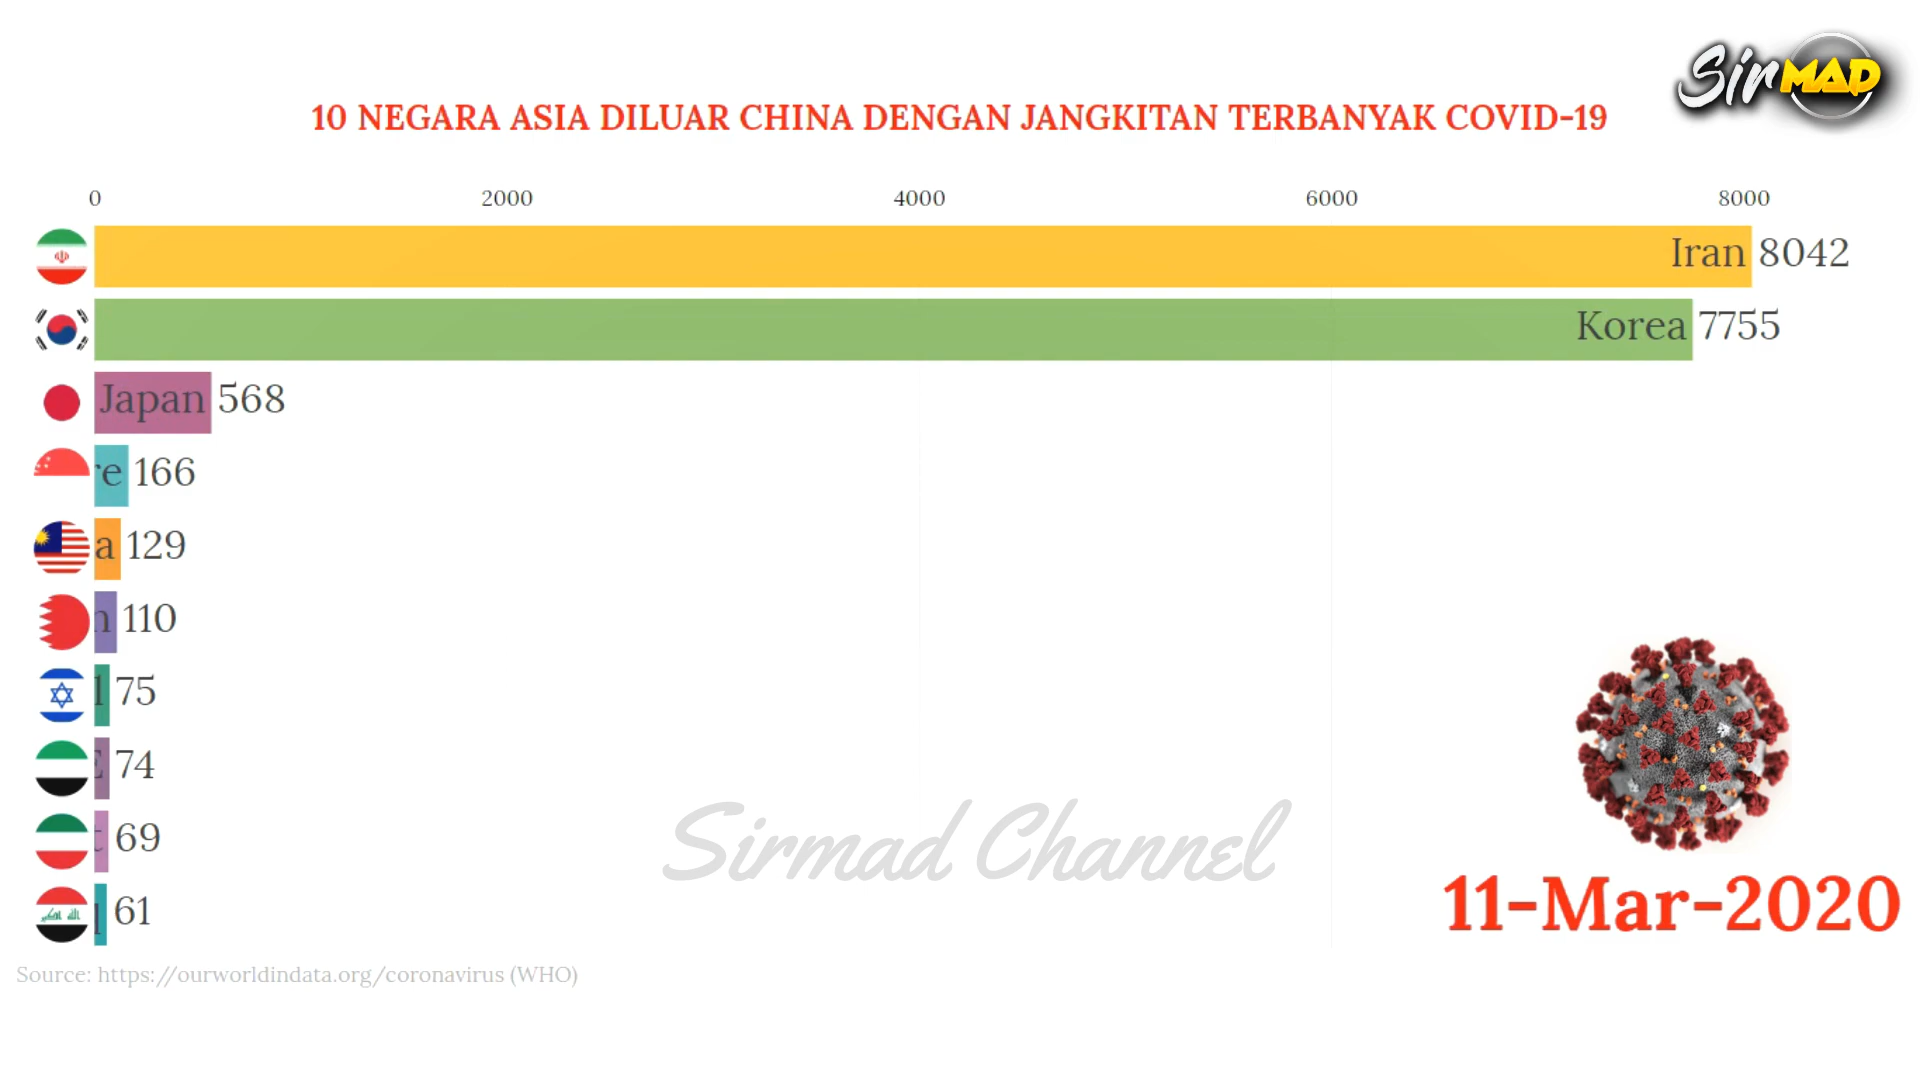 SirMAD
10 NEGARA ASIA DILUAR CHINA DENGAN JANGKITAN TERBANYAK COVID-19
0 2000 4000 6000 8000
Iran 8042
Korea 7755
Japan 568
re 166
a 129
n 110
l 75
E 74
t 69
q 61
Sirmad Channel
11-Mar-2020
Source: https://ourworldindata.org/coronavirus (WHO)